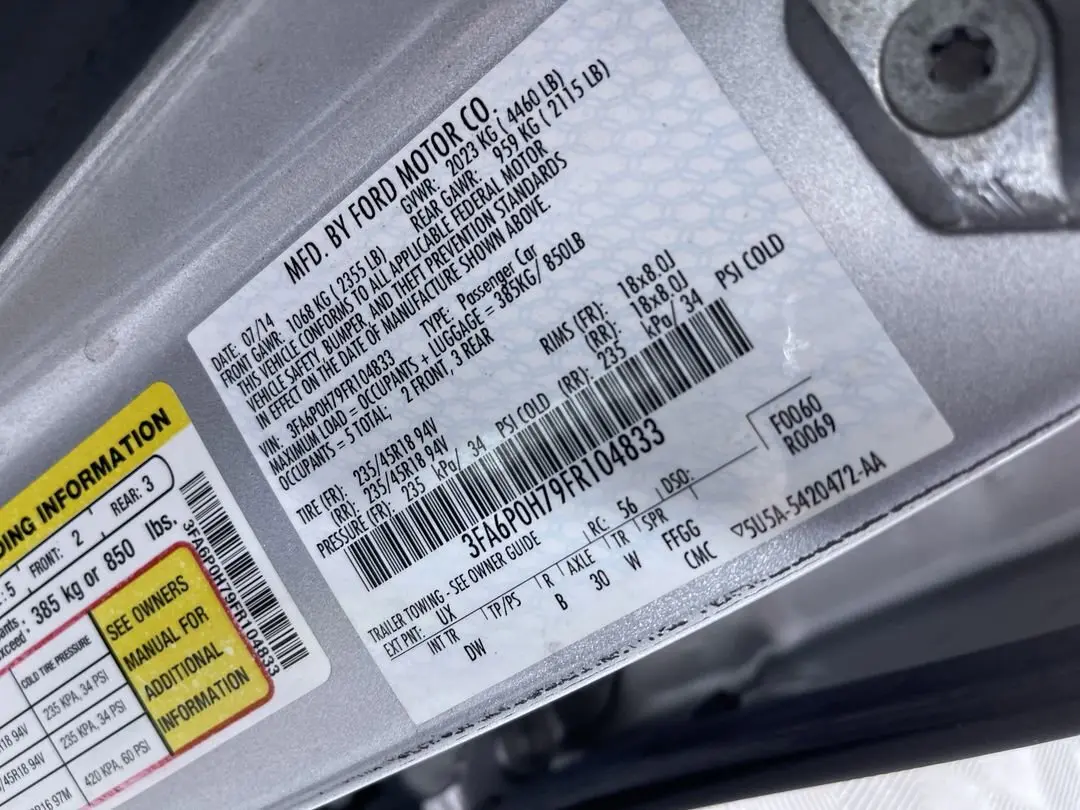 MFD. BY FORD MOTOR CO.
DATE: 07/14 GVWR: 2023 KG ( 4460 LB)
FRONT GAWR: 1068 KG ( 2355 LB) REAR GAWR: 959 KG ( 2115 LB)
THIS VEHICLE CONFORMS TO ALL APPLICABLE FEDERAL MOTOR
VEHICLE SAFETY, BUMPER, AND THEFT PREVENTION STANDARDS
IN EFFECT ON THE DATE OF MANUFACTURE SHOWN ABOVE
VIN: 3FA6P0H79FR104833 TYPE: Passenger Car
MAXIMUM LOAD = OCCUPANTS + LUGGAGE = 385KG/ 850LB
OCCUPANTS = 5 TOTAL; 2 FRONT, 3 REAR
TIRE (FR): 235/45R18 94V RIMS (FR): 18x8.0J
(RR): 235/45R18 94V (RR): 18x8.0J
PRESSURE (FR): 235 kPa/ 34 PSI COLD (RR): 235 kPa/ 34 PSI COLD
3FA6P0H79FR104833
F0060
R0069
TRAILER TOWING - SEE OWNER GUIDE RC: 56 DSO:
EXT PNT: UX
INT TR TP/PS R AXLE TR SPR
DW B 30 W FFGG
CMC
▽5U5A-5420472-AA
DING INFORMATION
: 5 FRONT: 2 REAR: 3
385 kg or 850 lbs.
3FA6P0H79FR104833
COLD TIRE PRESSURE
R18 94V 235 KPA, 34 PSI
/45R18 94V 235 KPA, 34 PSI
R16 97M 420 KPA, 60 PSI
SEE OWNERS
MANUAL FOR
ADDITIONAL
INFORMATION